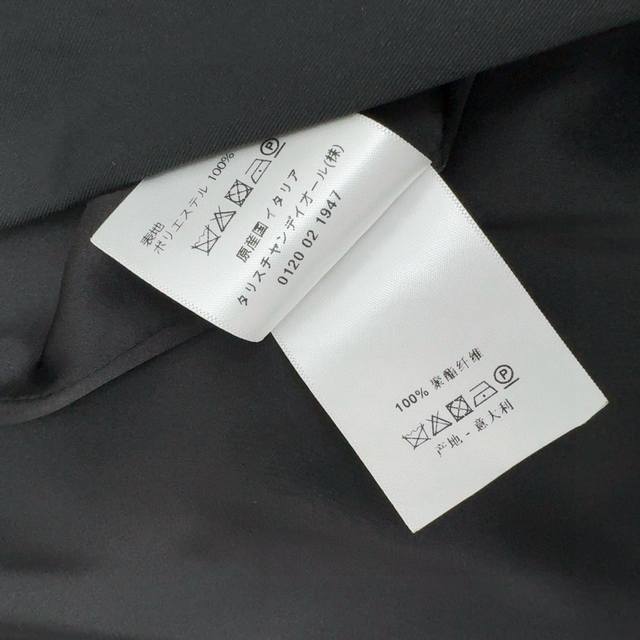 表地
ポリエステル 100%
原産国 イタリア
タリスチャンデイオール(株)
0120 02 1947
100% 聚酯纤维
产地 - 意大利